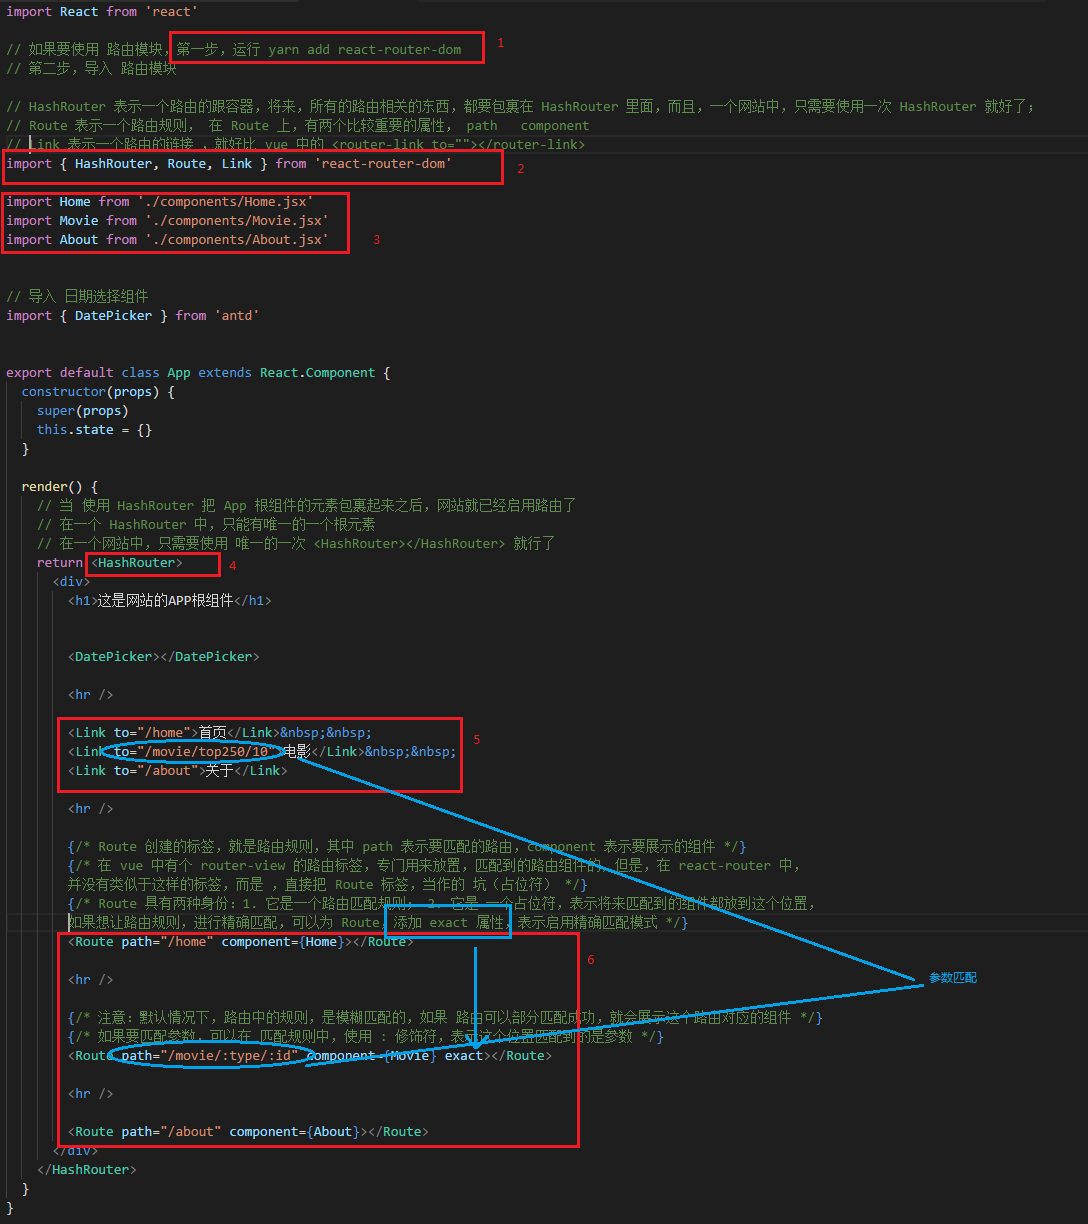 import React from 'react'
// 如果要使用 路由模块，第一步，运行 yarn add react-router-dom
1
// 第二步，导入 路由模块
// HashRouter 表示一个路由的跟容器，将来，所有的路由相关的东西，都要包裹在 HashRouter 里面，而且，一个网站中，只需要使用一次 HashRouter 就好了；
// Route 表示一个路由规则， 在 Route 上，有两个比较重要的属性， path   component
// Link 表示一个路由的链接 ，就好比 vue 中的 <router-link to=""></router-link>
import { HashRouter, Route, Link } from 'react-router-dom'
2
import Home from './components/Home.jsx'
import Movie from './components/Movie.jsx'
import About from './components/About.jsx'
3
// 导入 日期选择组件
import { DatePicker } from 'antd'
export default class App extends React.Component {
constructor(props) {
super(props)
this.state = {}
}
render() {
// 当 使用 HashRouter 把 App 根组件的元素包裹起来之后，网站就已经启用路由了
// 在一个 HashRouter 中，只能有唯一的一个根元素
// 在一个网站中，只需要使用 唯一的一次 <HashRouter></HashRouter> 就行了
return <HashRouter>
4
<div>
<h1>这是网站的APP根组件</h1>
<DatePicker></DatePicker>
<hr />
<Link to="/home">首页</Link>&nbsp;&nbsp;
5
<Link to="/movie/top250/10">电影</Link>&nbsp;&nbsp;
<Link to="/about">关于</Link>
<hr />
{/* Route 创建的标签，就是路由规则，其中 path 表示要匹配的路由，component 表示要展示的组件 */}
{/* 在 vue 中有个 router-view 的路由标签，专门用来放置，匹配到的路由组件的，但是，在 react-router 中，
并没有类似于这样的标签，而是 ，直接把 Route 标签，当作的 坑（占位符） */}
{/* Route 具有两种身份：1. 它是一个路由匹配规则； 2. 它是 一个占位符，表示将来匹配到的组件都放到这个位置，
如果想让路由规则，进行精确匹配，可以为 Route，添加 exact 属性，表示启用精确匹配模式 */}
<Route path="/home" component={Home}></Route>
6
<hr />
参数匹配
{/* 注意：默认情况下，路由中的规则，是模糊匹配的，如果 路由可以部分匹配成功，就会展示这个路由对应的组件 */}
{/* 如果要匹配参数，可以在 匹配规则中，使用 : 修饰符，表示这个位置匹配到的是参数 */}
<Route path="/movie/:type/:id" component={Movie} exact></Route>
<hr />
<Route path="/about" component={About}></Route>
</div>
</HashRouter>
}
}